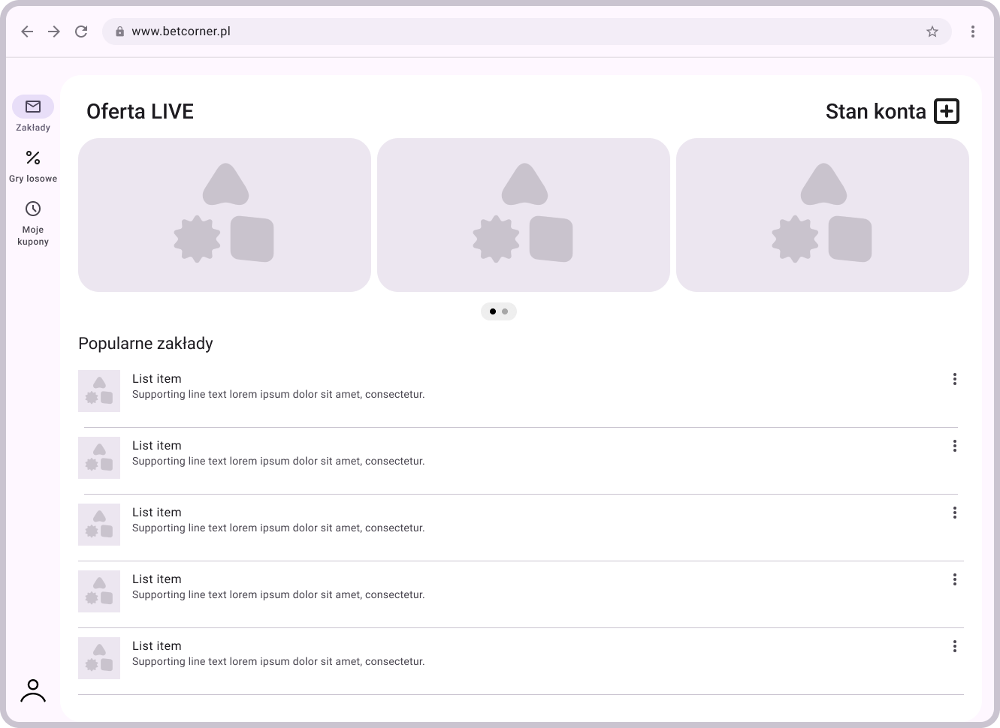 www.betcorner.pl
Zakłady
Gry losowe
Moje
kupony
Oferta LIVE
Stan konta
Popularne zakłady
List item
Supporting line text lorem ipsum dolor sit amet, consectetur.
List item
Supporting line text lorem ipsum dolor sit amet, consectetur.
List item
Supporting line text lorem ipsum dolor sit amet, consectetur.
List item
Supporting line text lorem ipsum dolor sit amet, consectetur.
List item
Supporting line text lorem ipsum dolor sit amet, consectetur.